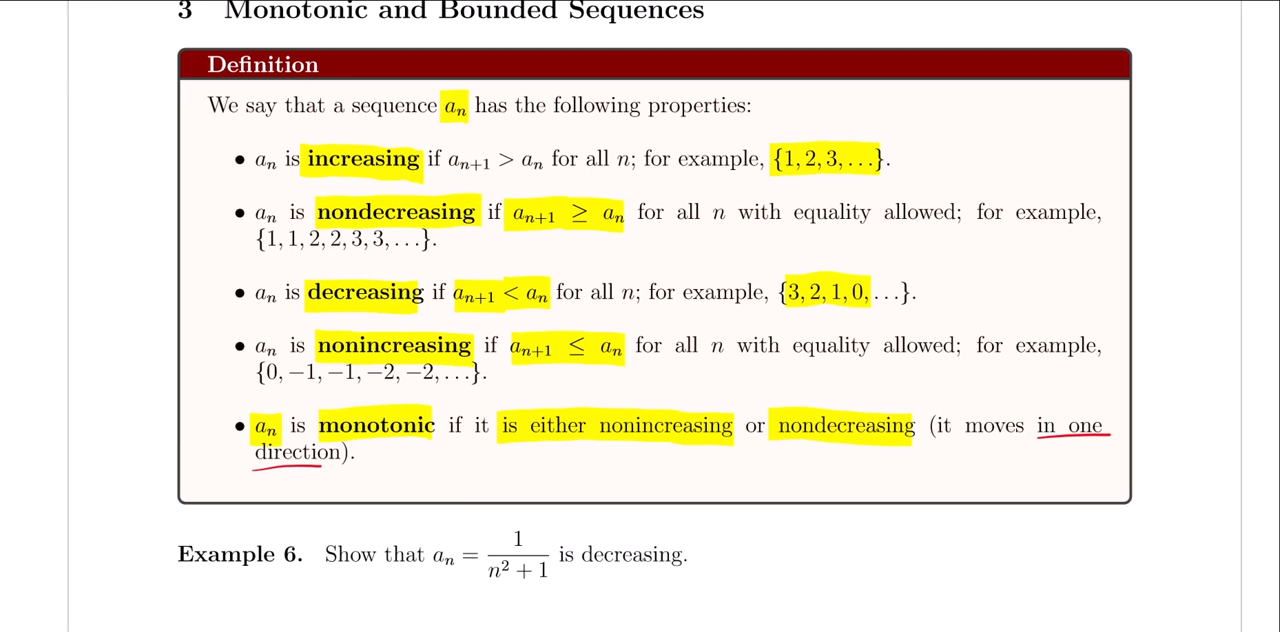 3 Monotonic and Bounded Sequences
Definition
We say that a sequence aₙ has the following properties:
• aₙ is increasing if aₙ₊₁ > aₙ for all n; for example, {1, 2, 3, . . .}.
• aₙ is nondecreasing if aₙ₊₁ ≥ aₙ for all n with equality allowed; for example,
{1, 1, 2, 2, 3, 3, . . .}.
• aₙ is decreasing if aₙ₊₁ < aₙ for all n; for example, {3, 2, 1, 0, . . .}.
• aₙ is nonincreasing if aₙ₊₁ ≤ aₙ for all n with equality allowed; for example,
{0, −1, −1, −2, −2, . . .}.
• aₙ is monotonic if it is either nonincreasing or nondecreasing (it moves in one
direction).
Example 6. Show that aₙ = 1/(n² + 1) is decreasing.